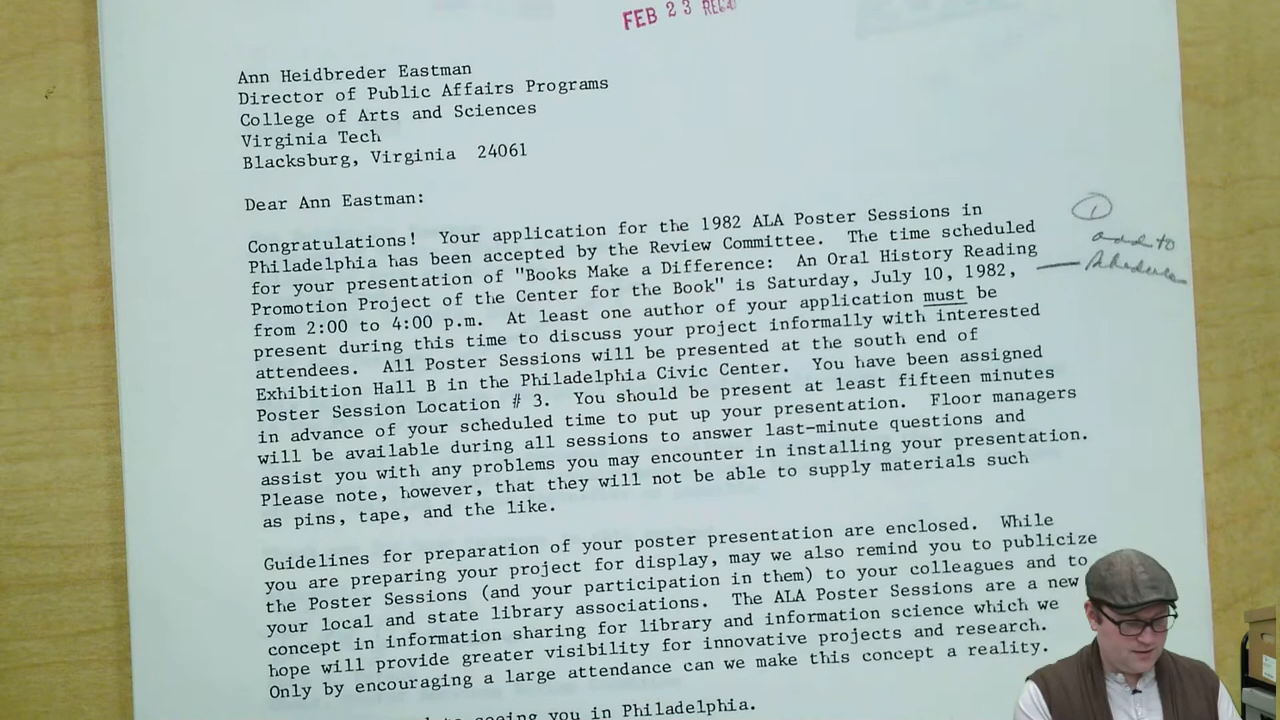 FEB 23 REC'D
Ann Heidbreder Eastman
Director of Public Affairs Programs
College of Arts and Sciences
Virginia Tech
Blacksburg, Virginia 24061
Dear Ann Eastman:
Congratulations! Your application for the 1982 ALA Poster Sessions in
Philadelphia has been accepted by the Review Committee. The time scheduled
for your presentation of "Books Make a Difference: An Oral History Reading
Promotion Project of the Center for the Book" is Saturday, July 10, 1982,
from 2:00 to 4:00 p.m. At least one author of your application must be
present during this time to discuss your project informally with interested
attendees. All Poster Sessions will be presented at the south end of
Exhibition Hall B in the Philadelphia Civic Center. You have been assigned
Poster Session Location # 3. You should be present at least fifteen minutes
in advance of your scheduled time to put up your presentation. Floor managers
will be available during all sessions to answer last-minute questions and
assist you with any problems you may encounter in installing your presentation.
Please note, however, that they will not be able to supply materials such
as pins, tape, and the like.
① add to
schedule
Guidelines for preparation of your poster presentation are enclosed. While
you are preparing your project for display, may we also remind you to publicize
the Poster Sessions (and your participation in them) to your colleagues and to
your local and state library associations. The ALA Poster Sessions are a new
concept in information sharing for library and information science which we
hope will provide greater visibility for innovative projects and research.
Only by encouraging a large attendance can we make this concept a reality.
seeing you in Philadelphia.